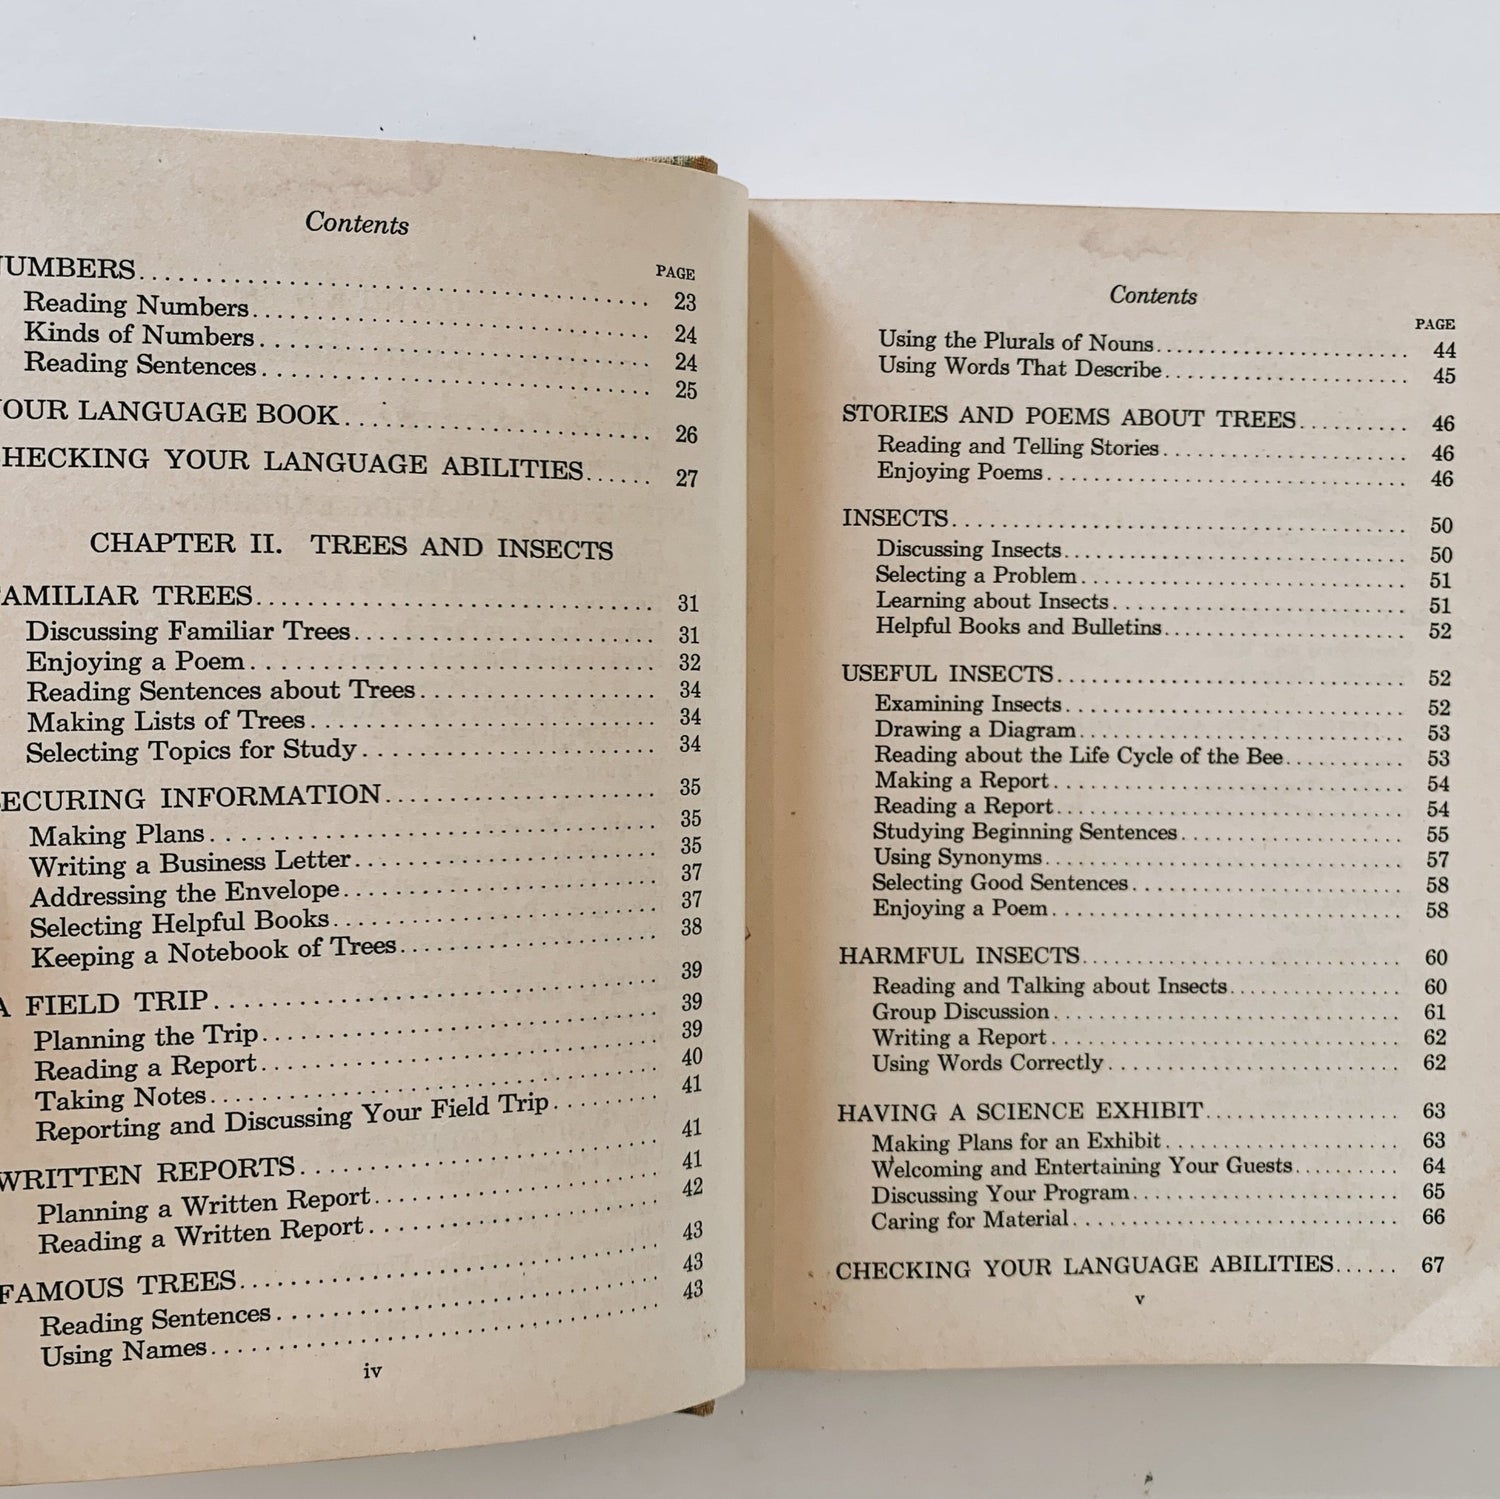 Contents
PAGE
NUMBERS........ 23
Reading Numbers........ 24
Kinds of Numbers........ 24
Reading Sentences........ 25
YOUR LANGUAGE BOOK........ 26
HECKING YOUR LANGUAGE ABILITIES...... 27
CHAPTER II. TREES AND INSECTS
FAMILIAR TREES........ 31
Discussing Familiar Trees........ 31
Enjoying a Poem........ 32
Reading Sentences about Trees........ 34
Making Lists of Trees........ 34
Selecting Topics for Study........ 34
ECURING INFORMATION........ 35
Making Plans........ 35
Writing a Business Letter........ 35
Addressing the Envelope........ 37
Selecting Helpful Books........ 37
Keeping a Notebook of Trees........ 38
A FIELD TRIP........ 39
Planning the Trip........ 39
Reading a Report........ 39
Taking Notes........ 40
Reporting and Discussing Your Field Trip........ 41
WRITTEN REPORTS........ 41
Planning a Written Report........ 41
Reading a Written Report........ 42
FAMOUS TREES........ 43
Reading Sentences........ 43
Using Names........ 43
iv
Contents
PAGE
Using the Plurals of Nouns........ 44
Using Words That Describe........ 45
STORIES AND POEMS ABOUT TREES........ 46
Reading and Telling Stories........ 46
Enjoying Poems........ 46
INSECTS........ 50
Discussing Insects........ 50
Selecting a Problem........ 51
Learning about Insects........ 51
Helpful Books and Bulletins........ 52
USEFUL INSECTS........ 52
Examining Insects........ 52
Drawing a Diagram........ 53
Reading about the Life Cycle of the Bee........ 53
Making a Report........ 54
Reading a Report........ 54
Studying Beginning Sentences........ 55
Using Synonyms........ 57
Selecting Good Sentences........ 58
Enjoying a Poem........ 58
HARMFUL INSECTS........ 60
Reading and Talking about Insects........ 60
Group Discussion........ 61
Writing a Report........ 62
Using Words Correctly........ 62
HAVING A SCIENCE EXHIBIT........ 63
Making Plans for an Exhibit........ 63
Welcoming and Entertaining Your Guests........ 64
Discussing Your Program........ 65
Caring for Material........ 66
CHECKING YOUR LANGUAGE ABILITIES...... 67
v